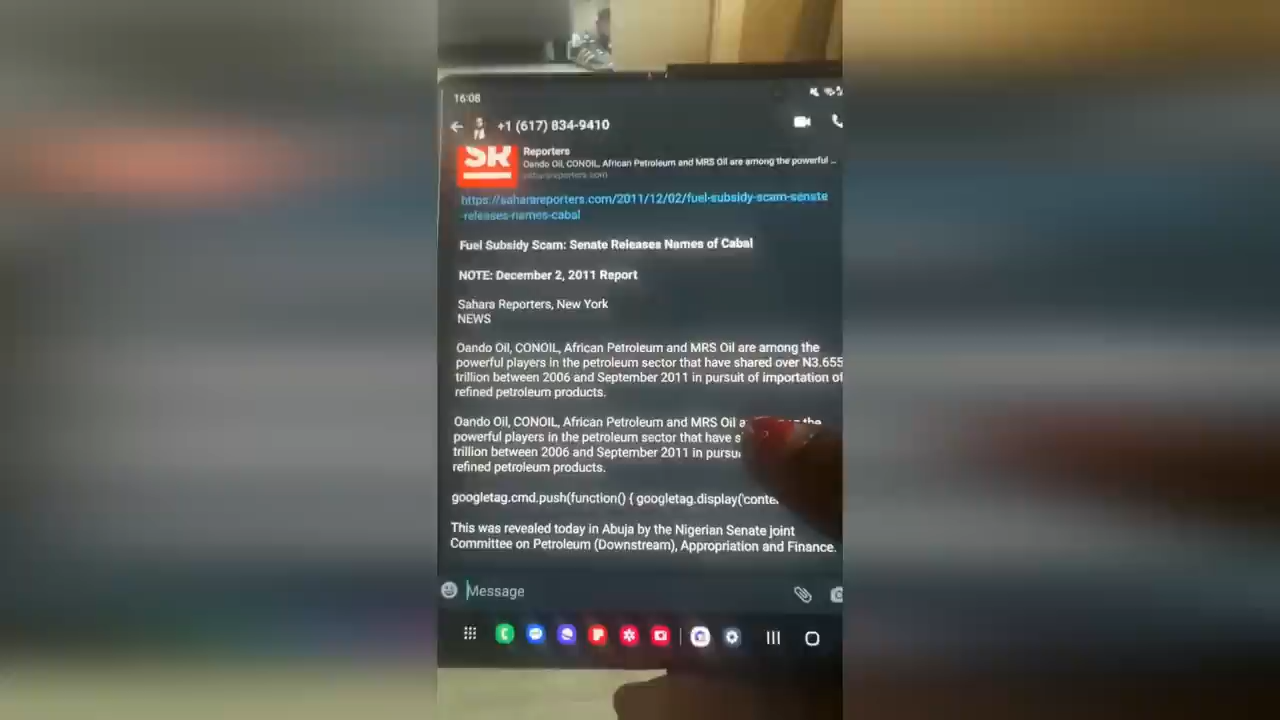 16:08
+1 (617) 834-9410
SR
Reporters
Oando Oil, CONOIL, African Petroleum and MRS Oil are among the powerful ...
saharareporters.com
https://saharareporters.com/2011/12/02/fuel-subsidy-scam-senate
-releases-names-cabal
Fuel Subsidy Scam: Senate Releases Names of Cabal
NOTE: December 2, 2011 Report
Sahara Reporters, New York
NEWS
Oando Oil, CONOIL, African Petroleum and MRS Oil are among the
powerful players in the petroleum sector that have shared over N3.655
trillion between 2006 and September 2011 in pursuit of importation of
refined petroleum products.
Oando Oil, CONOIL, African Petroleum and MRS Oil the
powerful players in the petroleum sector that have s
trillion between 2006 and September 2011 in pursu
refined petroleum products.
googletag.cmd.push(function() { googletag.display('conte
This was revealed today in Abuja by the Nigerian Senate joint
Committee on Petroleum (Downstream), Appropriation and Finance.
Message